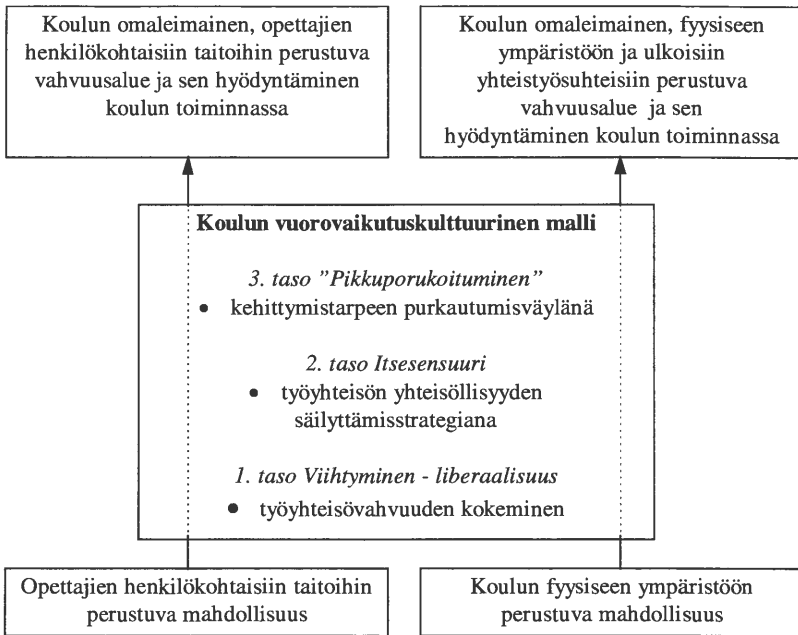 Koulun omaleimainen, opettajien
henkilökohtaisiin taitoihin perustuva
vahvuusalue ja sen hyödyntäminen
koulun toiminnassa
Koulun omaleimainen, fyysiseen
ympäristöön ja ulkoisiin
yhteistyösuhteisiin perustuva
vahvuusalue ja sen
hyödyntäminen koulun toiminnassa
Koulun vuorovaikutuskulttuurinen malli
3. taso ”Pikkuporukoituminen”
• kehittymistarpeen purkautumisväylänä
2. taso Itsesensuuri
• työyhteisön yhteisöllisyyden
säilyttämisstrategiana
1. taso Viihtyminen - liberaalisuus
• työyhteisövahvuuden kokeminen
Opettajien henkilökohtaisiin taitoihin
perustuva mahdollisuus
Koulun fyysiseen ympäristöön
perustuva mahdollisuus